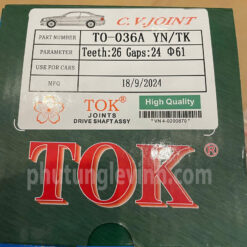 C.V.JOINT
PART NUMBER TO-036A YN/TK
PARAMETER Teeth:26 Gaps:24 Φ61
USE FOR CARS
MFG 18/9/2024
TOK®
JOINTS
DRIVE SHAFT ASSY
High Quality
TOK®
phutunglevina.com